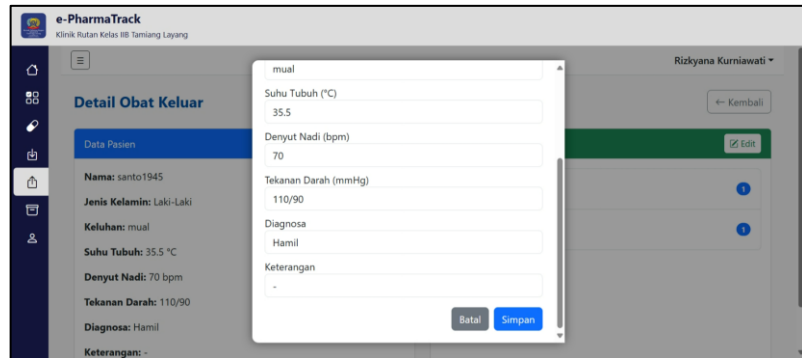 e-PharmaTrack
Klinik Rutan Kelas IIB Tamiang Layang
Rizkyana Kurniawati
Detail Obat Keluar
← Kembali
Data Pasien
Edit
Nama: santo1945
Jenis Kelamin: Laki-Laki
Keluhan: mual
Suhu Tubuh: 35.5 °C
Denyut Nadi: 70 bpm
Tekanan Darah: 110/90
Diagnosa: Hamil
Keterangan: -
1
1
mual
Suhu Tubuh (°C)
35.5
Denyut Nadi (bpm)
70
Tekanan Darah (mmHg)
110/90
Diagnosa
Hamil
Keterangan
-
Batal
Simpan